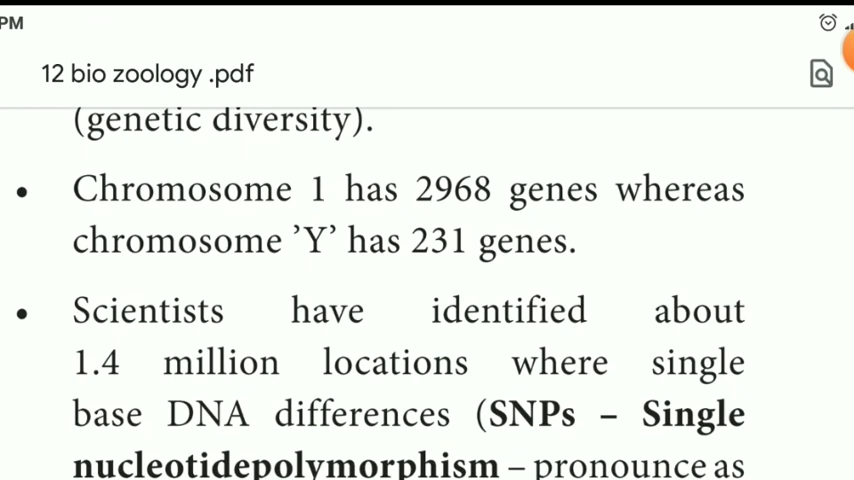 PM
12 bio zoology .pdf
(genetic diversity).
• Chromosome 1 has 2968 genes whereas
chromosome ’Y’ has 231 genes.
• Scientists have identified about
1.4 million locations where single
base DNA differences (SNPs – Single
nucleotidepolymorphism – pronounce as